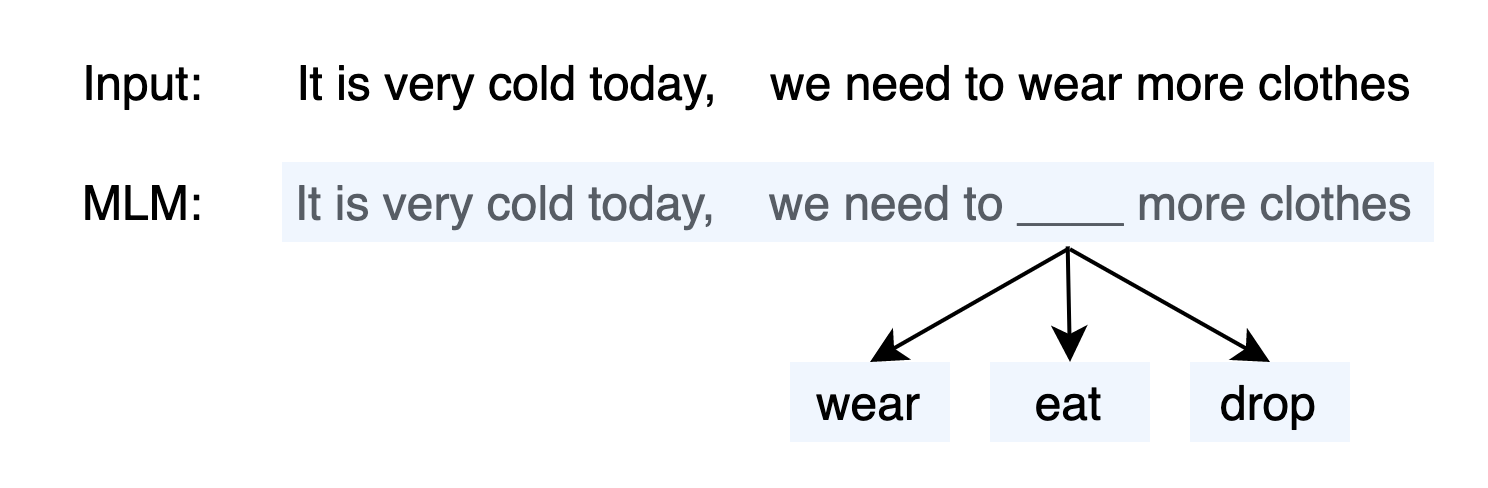 Input: It is very cold today, we need to wear more clothes
MLM: It is very cold today, we need to ____ more clothes
wear eat drop